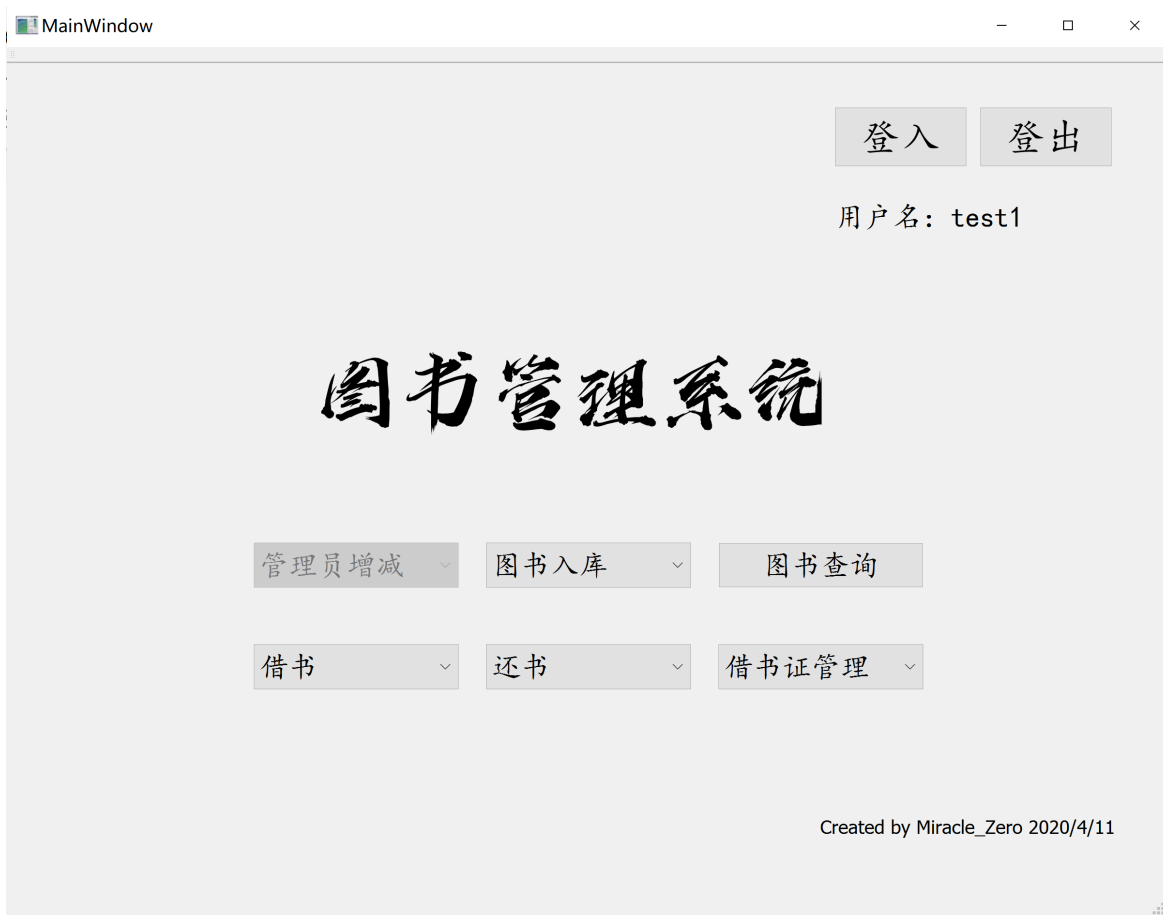 MainWindow
登入 登出
用户名：test1
图书管理系统
管理员增减 图书入库 图书查询
借书 还书 借书证管理
Created by Miracle_Zero 2020/4/11